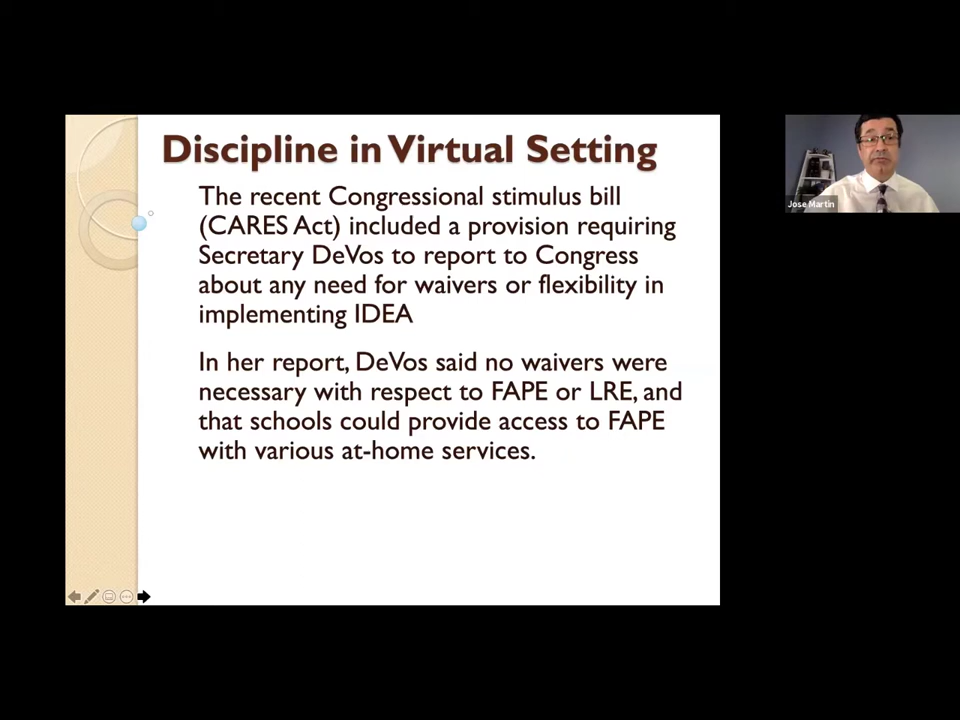 Discipline in Virtual Setting
The recent Congressional stimulus bill
(CARES Act) included a provision requiring
Secretary DeVos to report to Congress
about any need for waivers or flexibility in
implementing IDEA
In her report, DeVos said no waivers were
necessary with respect to FAPE or LRE, and
that schools could provide access to FAPE
with various at-home services.
Jose Martin